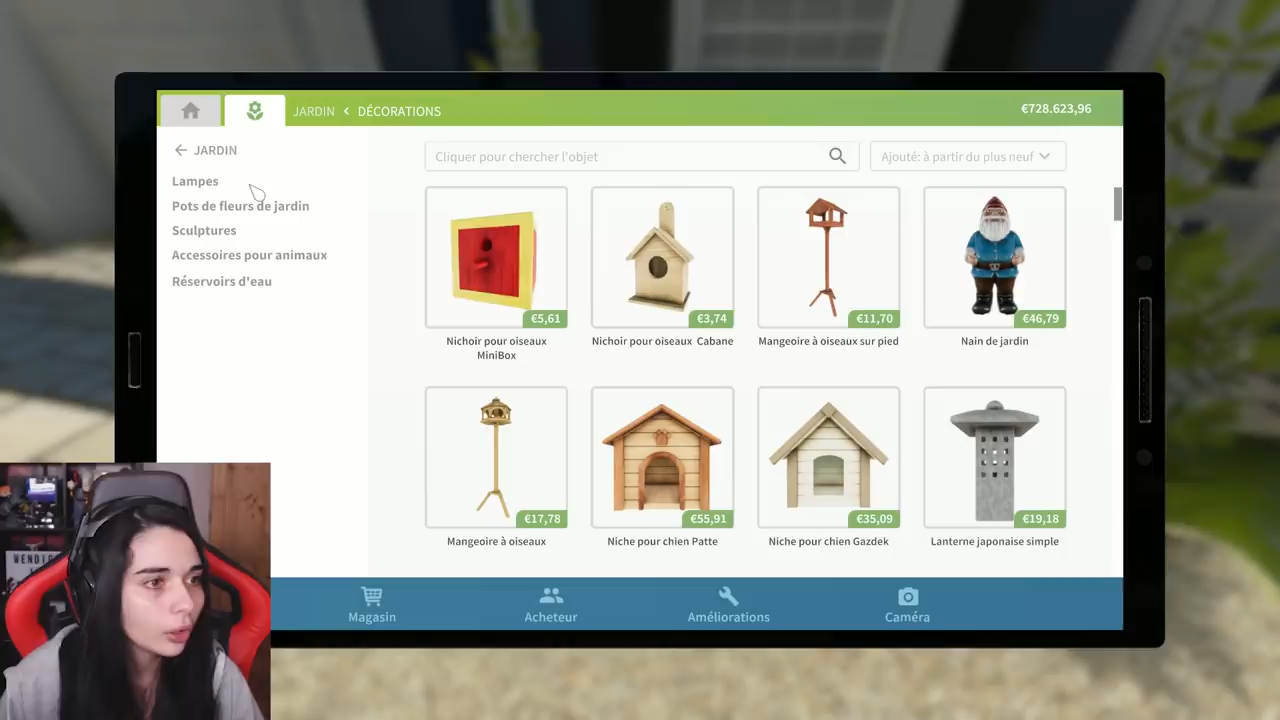 JARDIN < DÉCORATIONS
€728.623,96
JARDIN
Cliquer pour chercher l'objet
Ajouté: à partir du plus neuf
Lampes
Pots de fleurs de jardin
Sculptures
Accessoires pour animaux
Réservoirs d'eau
€5,61
€3,74
€11,70
€46,79
Nichoir pour oiseaux
MiniBox
Nichoir pour oiseaux Cabane
Mangeoire à oiseaux sur pied
Nain de jardin
€17,78
€55,91
€35,09
€19,18
Mangeoire à oiseaux
Niche pour chien Patte
Niche pour chien Gazdek
Lanterne japonaise simple
Magasin
Acheteur
Améliorations
Caméra